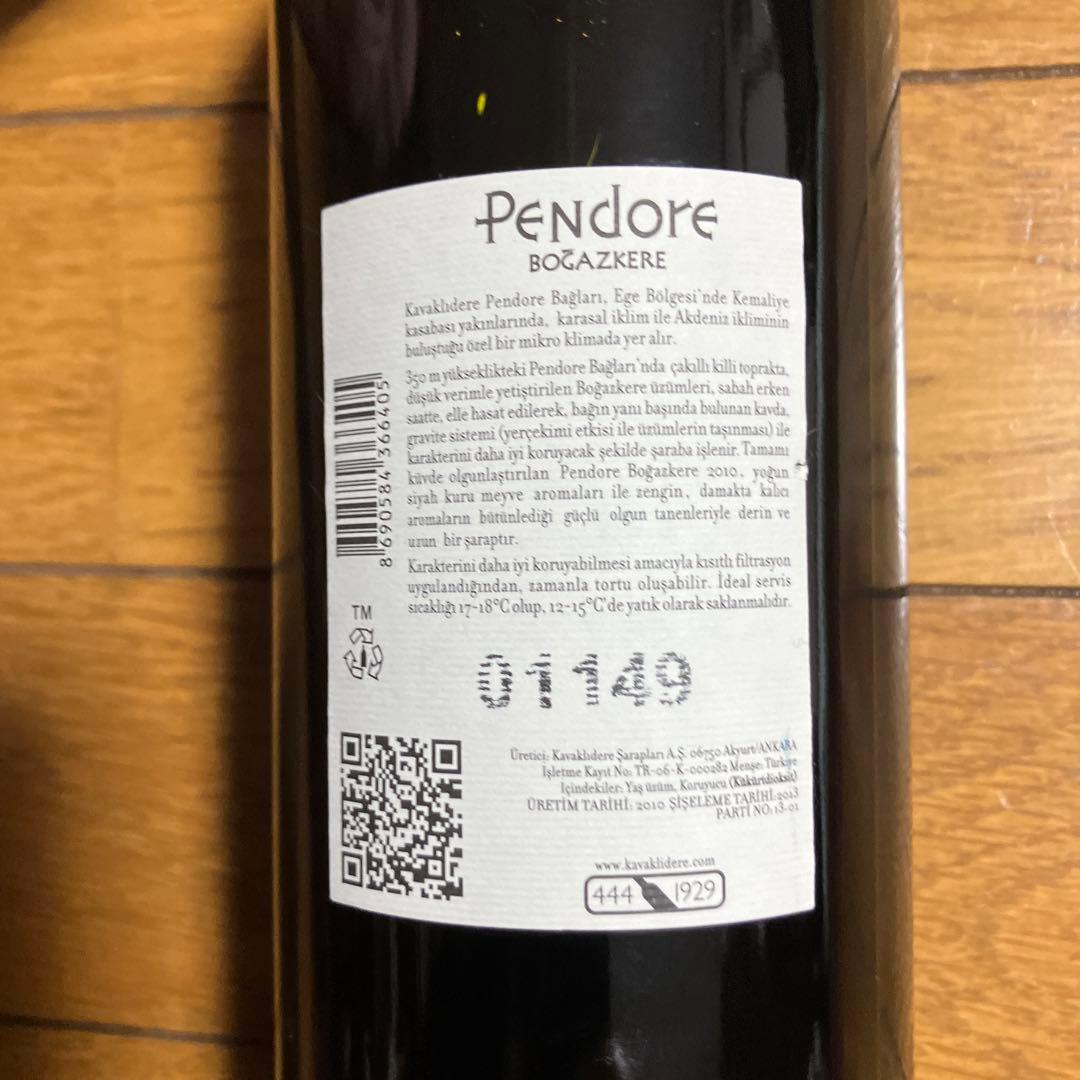 Pendore
BOĞAZKERE
Kavaklıdere Pendore Bağları, Ege Bölgesi'nde Kemaliye
kasabası yakınlarında, karasal iklim ile Akdeniz ikliminin
buluştuğu özel bir mikro klimada yer alır.
350 m yükseklikteki Pendore Bağları'nda çakıllı killi toprakta,
düşük verimle yetiştirilen Boğazkere üzümleri, sabah erken
saatte, elle hasat edilerek, bağın yanı başında bulunan kavda,
gravite sistemi (yerçekimi etkisi ile üzümlerin taşınması) ile
karakterini daha iyi koruyacak şekilde şaraba işlenir. Tamamı
küvde olgunlaştırılan Pendore Boğazkere 2010, yoğun
siyah kuru meyve aromaları ile zengin, damakta kalıcı
aromaların bütünlediği güçlü olgun tanenleriyle derin ve
uzun bir şaraptır.
Karakterini daha iyi koruyabilmesi amacıyla kısıtlı filtrasyon
uygulandığından, zamanla tortu oluşabilir. İdeal servis
sıcaklığı 17-18°C olup, 12-15°C'de yatık olarak saklanmalıdır.
8 690584 366405
TM
01 149
Üretici: Kavaklıdere Şarapları A.Ş. 06750 Akyurt/ANKARA
İşletme Kayıt No: TR-06-K-000282 Menşe: Türkiye
İçindekiler: Yaş üzüm, Koruyucu (Kükürtdioksit)
ÜRETİM TARİHİ: 2010 ŞİŞELEME TARİHİ:2013
PARTİ NO: 13-01
www.kavaklidere.com
444 1929